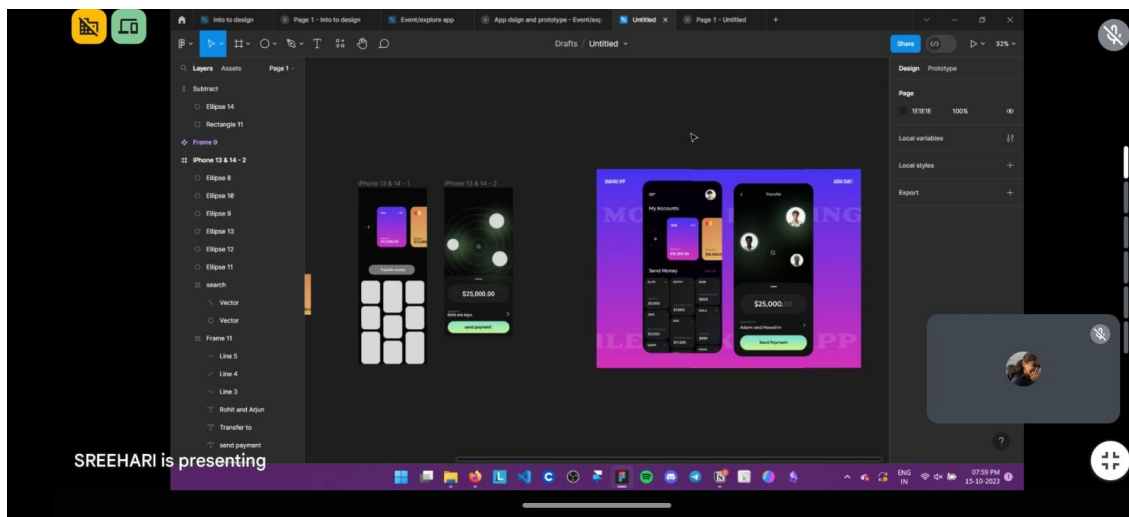 Into to design
Page 1 - Into to design
Event/explore app
App dsign and prototype - Event/exp
Untitled
Page 1 - Untitled
Drafts / Untitled
Share
32%
Layers
Assets
Page 1
Design
Prototype
Subtract
Ellipse 14
Rectangle 11
Frame 9
iPhone 13 & 14 - 2
Ellipse 8
Ellipse 10
Ellipse 9
Ellipse 13
Ellipse 12
Ellipse 11
search
Vector
Vector
Frame 11
Line 5
Line 4
Line 3
Rohit and Arjun
Transfer to
send payment
Page
1E1E1E
100%
Local variables
Local styles
Export
iPhone 13 & 14 - 1
iPhone 13 & 14 - 2
Transfer money
$25,000.00
Rohit and Arjun
send payment
My Accounts
Send Money
Transfer
$25,000.00
Adam and Nowshin
Send Payment
SREEHARI is presenting
ENG
IN
07:59 PM
15-10-2023